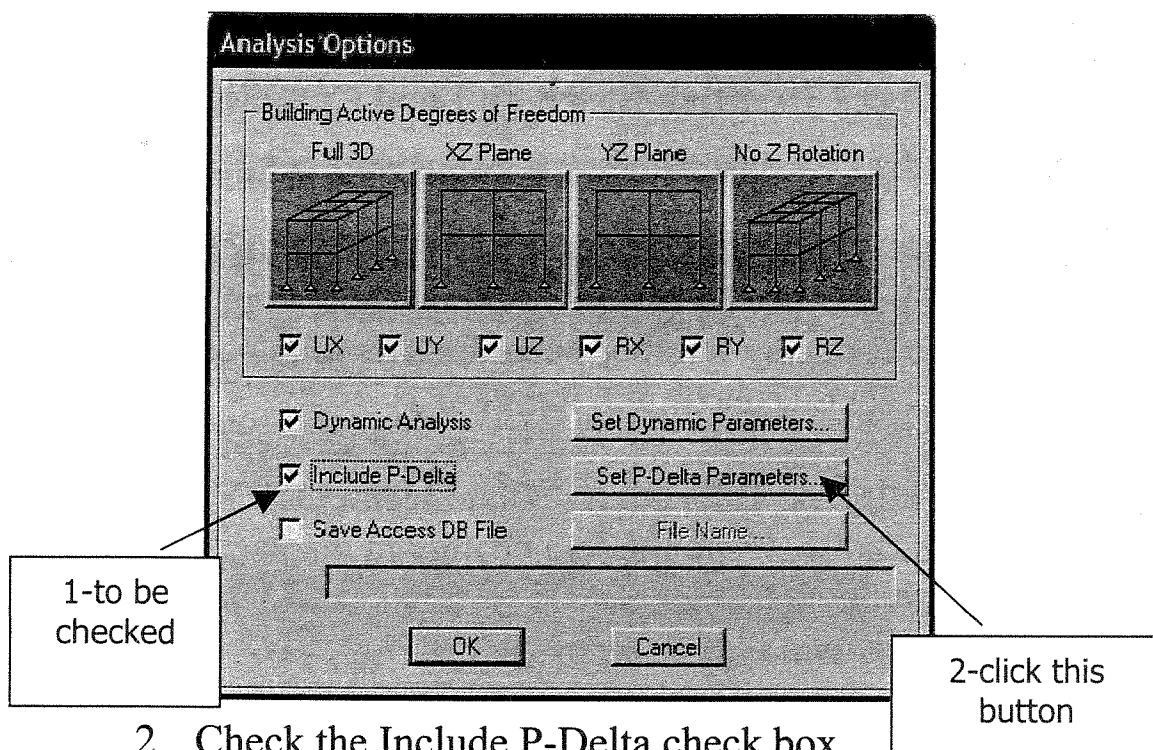 Analysis Options
Building Active Degrees of Freedom
Full 3D XZ Plane YZ Plane No Z Rotation
UX UY UZ RX RY RZ
Dynamic Analysis Set Dynamic Parameters...
Include P-Delta Set P-Delta Parameters...
Save Access DB File File Name...
1-to be
checked
OK Cancel
2-click this
button
2. Check the Include P-Delta check box